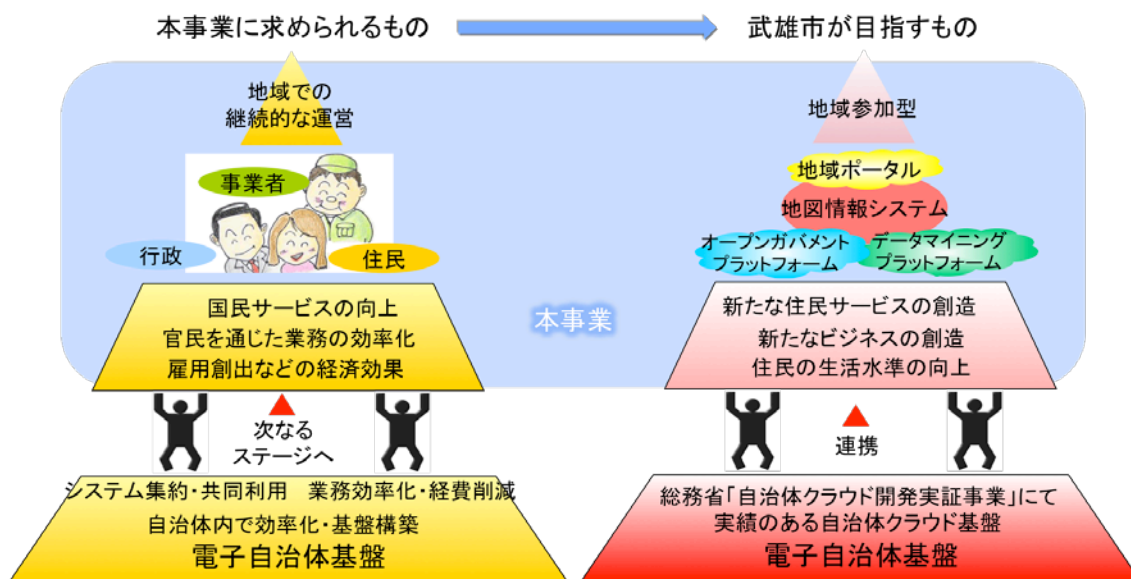 本事業に求められるもの
武雄市が目指すもの
地域での
継続的な運営
事業者
行政
住民
国民サービスの向上
官民を通じた業務の効率化
雇用創出などの経済効果
次なる
ステージへ
システム集約・共同利用　業務効率化・経費削減
自治体内で効率化・基盤構築
電子自治体基盤
本事業
地域参加型
地域ポータル
地図情報システム
オープンガバメント
プラットフォーム
データマイニング
プラットフォーム
新たな住民サービスの創造
新たなビジネスの創造
住民の生活水準の向上
連携
総務省「自治体クラウド開発実証事業」にて
実績のある自治体クラウド基盤
電子自治体基盤